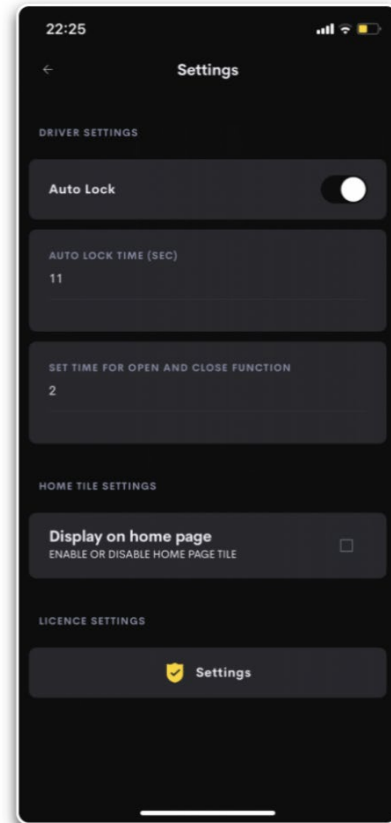 22:25
Settings
DRIVER SETTINGS
Auto Lock
AUTO LOCK TIME (SEC)
11
SET TIME FOR OPEN AND CLOSE FUNCTION
2
HOME TILE SETTINGS
Display on home page
ENABLE OR DISABLE HOME PAGE TILE
LICENCE SETTINGS
Settings